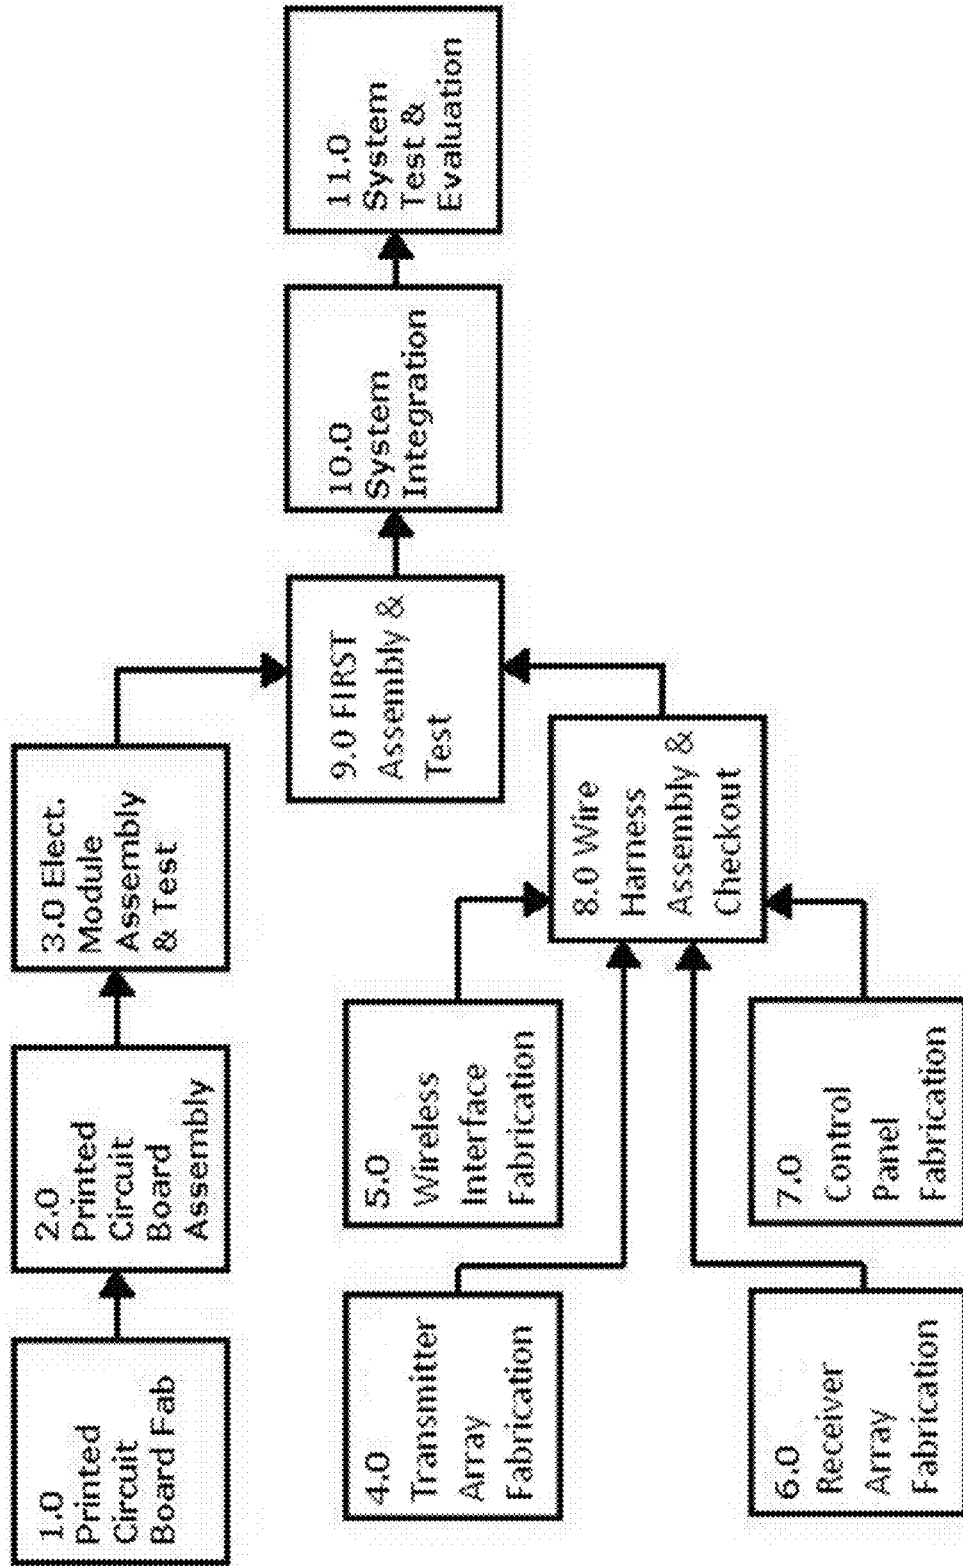 1.0
Printed
Circuit
Board Fab
2.0
Printed
Circuit
Board
Assembly
3.0 Elect.
Module
Assembly
& Test
4.0
Transmitter
Array
Fabrication
5.0
Wireless
Interface
Fabrication
6.0
Receiver
Array
Fabrication
7.0
Control
Panel
Fabrication
8.0 Wire
Harness
Assembly &
Checkout
9.0 FIRST
Assembly &
Test
10.0
System
Integration
11.0
System
Test &
Evaluation